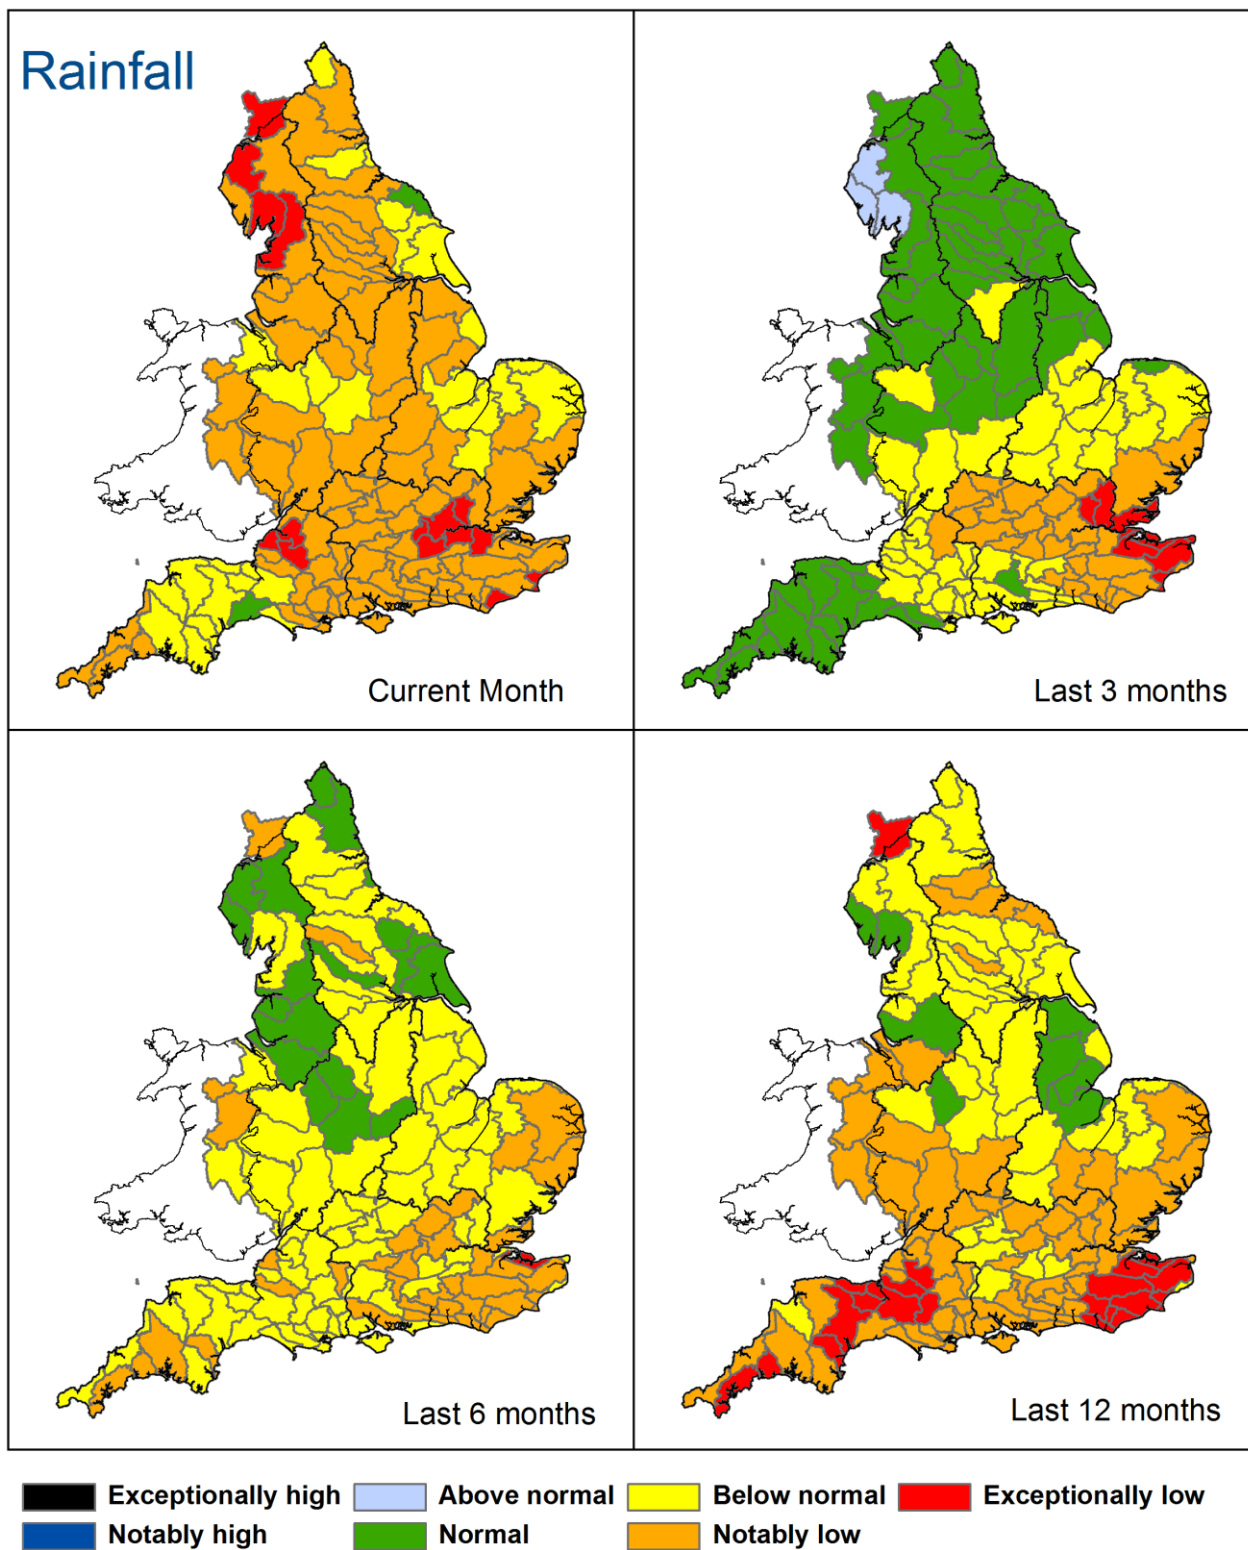 Rainfall
Current Month
Last 3 months
Last 6 months
Last 12 months
Exceptionally high
Above normal
Below normal
Exceptionally low
Notably high
Normal
Notably low